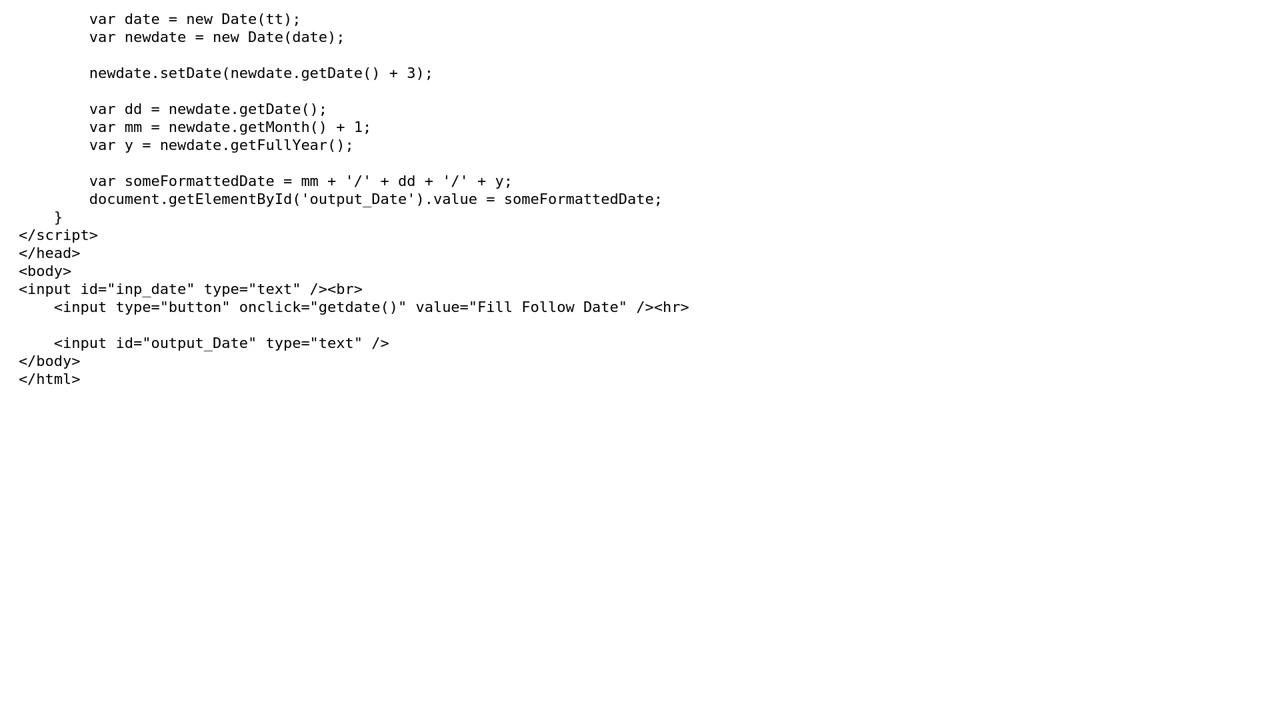 var date = new Date(tt);
        var newdate = new Date(date);

        newdate.setDate(newdate.getDate() + 3);

        var dd = newdate.getDate();
        var mm = newdate.getMonth() + 1;
        var y = newdate.getFullYear();

        var someFormattedDate = mm + '/' + dd + '/' + y;
        document.getElementById('output_Date').value = someFormattedDate;
    }
</script>
</head>
<body>
<input id="inp_date" type="text" /><br>
    <input type="button" onclick="getdate()" value="Fill Follow Date" /><hr>

    <input id="output_Date" type="text" />
</body>
</html>